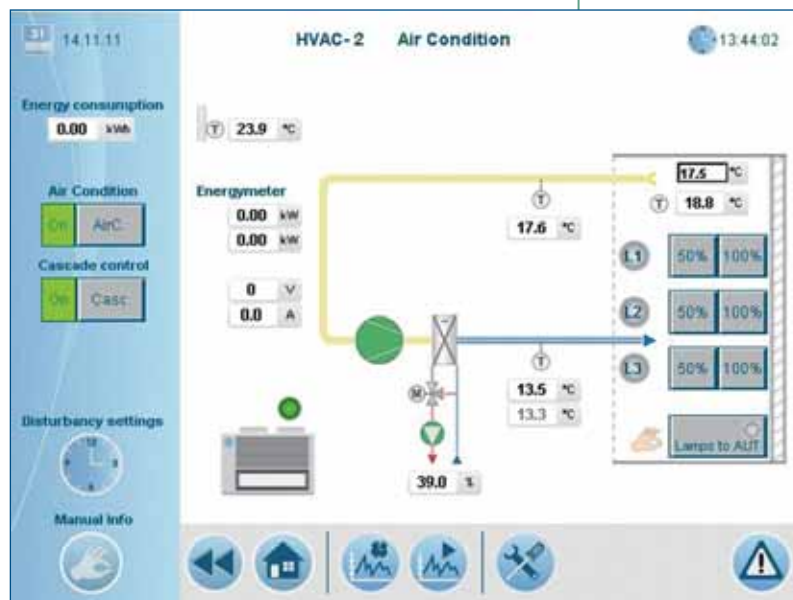 31 14.11.11
HVAC-2 Air Condition
13:44:02
Energy consumption
0.00 kWh
T 23.9 °C
Air Condition
On AirC.
Cascade control
On Casc.
Energymeter
0.00 kW
0.00 kW
0 V
0.0 A
T
17.6 °C
17.5 °C
T 18.8 °C
L1 50% 100%
L2 50% 100%
L3 50% 100%
T
13.5 °C
13.3 °C
M
39.0 %
Lamps to AUT
Disturbancy settings
12
Manual info